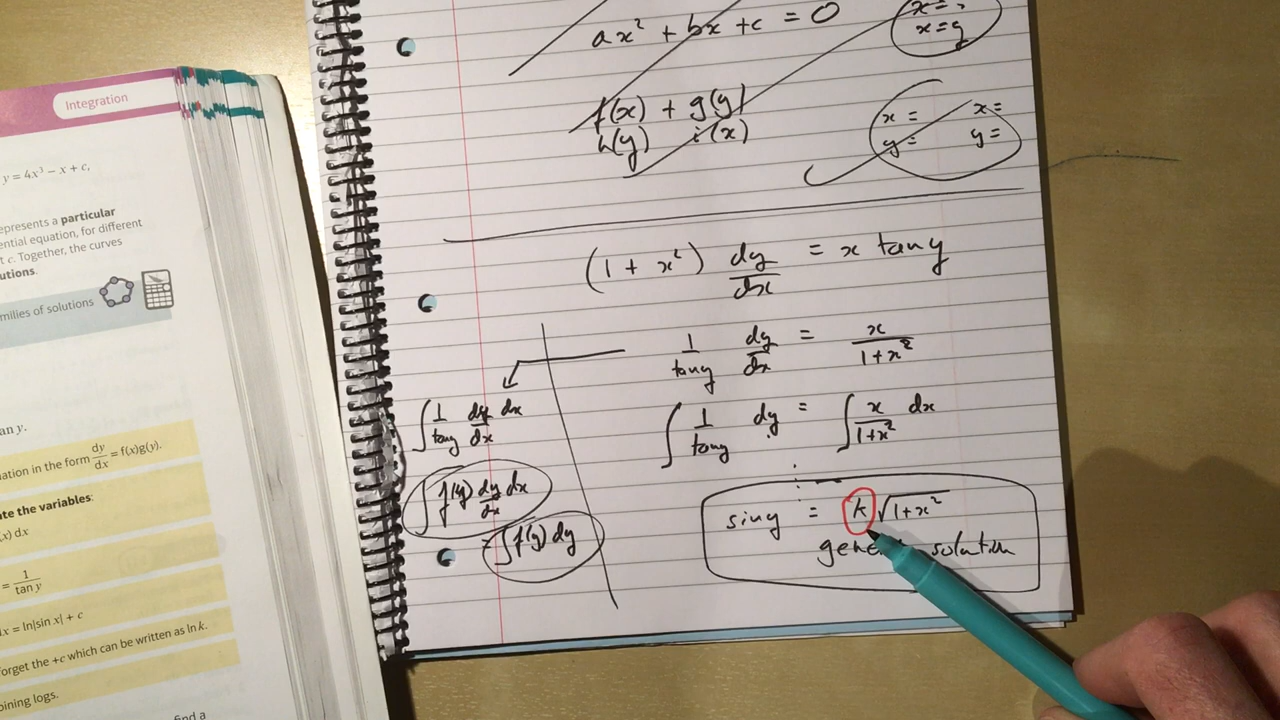 Integration
y = 4x³ − x + c,
epresents a particular
ential equation, for different
t c. Together, the curves
utions.
milies of solutions
an y.
ation in the form dy/dx = f(x)g(y).
te the variables:
(x) dx
= 1/tan y
dx = ln|sin x| + c
orget the +c which can be written as ln k.
ining logs.
find a
ax² + bx + c = 0
x =
x = y
f(x) + g(y)
h(y) i(x)
x = x =
y = y =
(1 + x²) dy/dx = x tan y
1/tan y dy/dx = x/(1+x²)
∫ 1/tan y dy = ∫ x/(1+x²) dx
sin y = k√(1+x²)
general solution
∫ 1/tan y dy/dx dx
∫ f(y) dy/dx dx
= ∫ f(y) dy